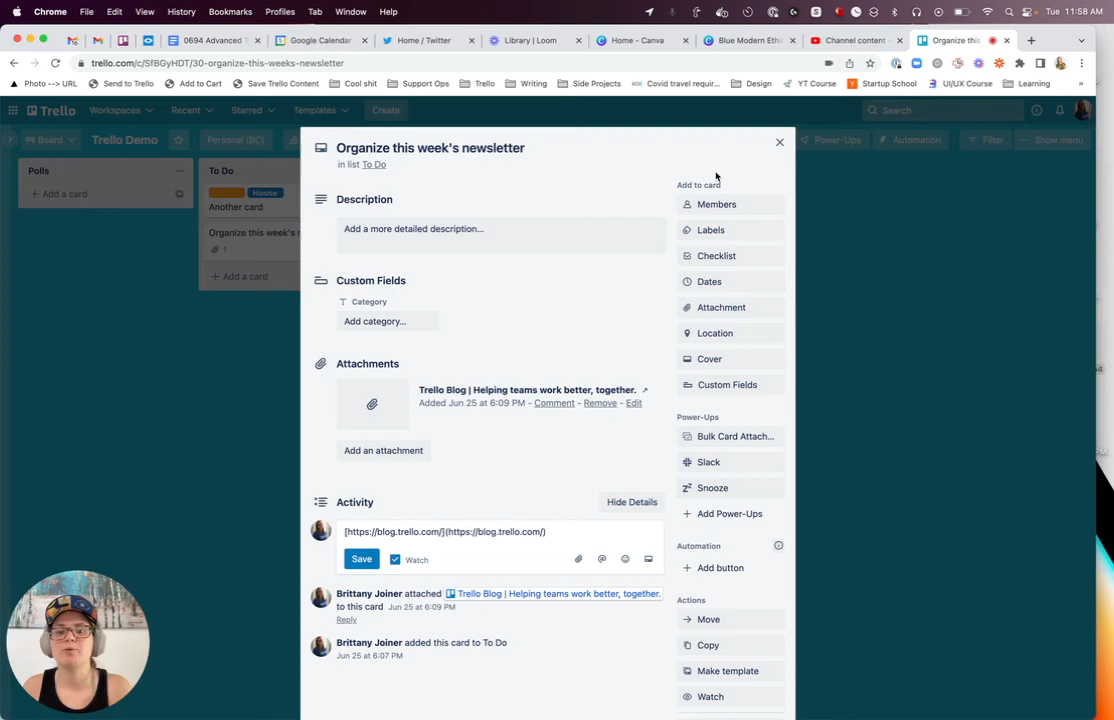 Chrome File Edit View History Bookmarks Profiles Tab Window Help Tue 11:58 AM
0694 Advanced T Google Calendar Home / Twitter Library | Loom Home - Canva Blue Modern Ethi Channel content - Organize this
trello.com/c/SfBGyHDT/30-organize-this-weeks-newsletter
Photo --> URL Send to Trello Add to Cart Save Trello Content Cool shit Support Ops Trello Writing Side Projects Covid travel requir... Design YT Course Startup School UI/UX Course Learning
Trello Workspaces Recent Starred Templates Create Search
Board Trello Demo Personal (BC) Power-Ups Automation Filter Show menu
Polls
+ Add a card
To Do
House
Another card
Organize this week's n
1
+ Add a card
Organize this week's newsletter
in list To Do
Description
Add a more detailed description...
Custom Fields
Category
Add category...
Attachments
Trello Blog | Helping teams work better, together. ↗
Added Jun 25 at 6:09 PM - Comment - Remove - Edit
Add an attachment
Activity
Hide Details
[https://blog.trello.com/](https://blog.trello.com/)
Save Watch
Brittany Joiner attached Trello Blog | Helping teams work better, together.
to this card Jun 25 at 6:09 PM
Reply
Brittany Joiner added this card to To Do
Jun 25 at 6:07 PM
Add to card
Members
Labels
Checklist
Dates
Attachment
Location
Cover
Custom Fields
Power-Ups
Bulk Card Attach...
Slack
Snooze
+ Add Power-Ups
Automation
+ Add button
Actions
Move
Copy
Make template
Watch